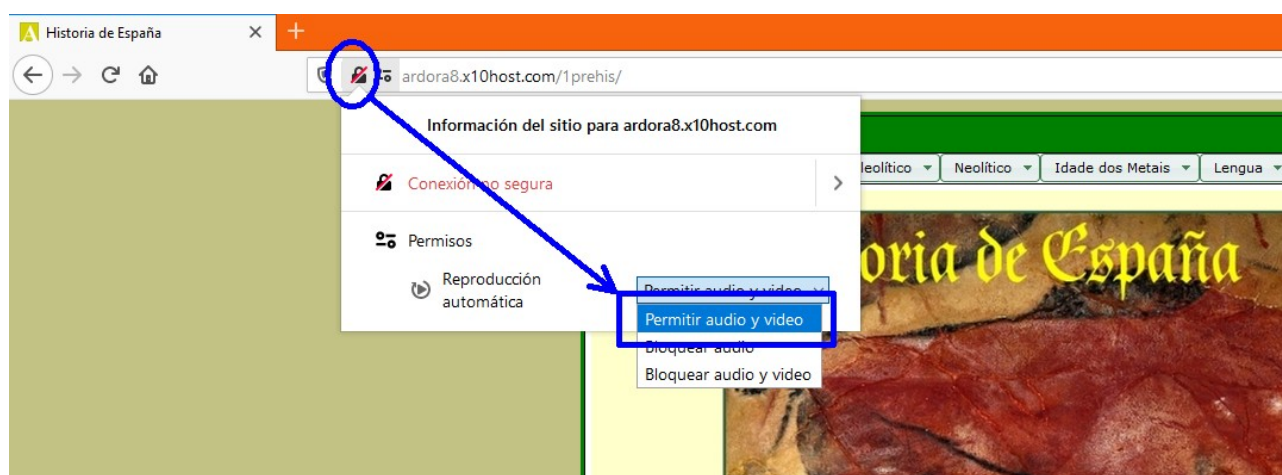 Historia de España
ardora8.x10host.com/1prehis/
Información del sitio para ardora8.x10host.com
Conexión no segura
leolítico Neolítico Idade dos Metais Lengua
Permisos
oria de España
Reproducción
automática
Permitir audio y video
Permitir audio y video
Bloquear audio
Bloquear audio y video